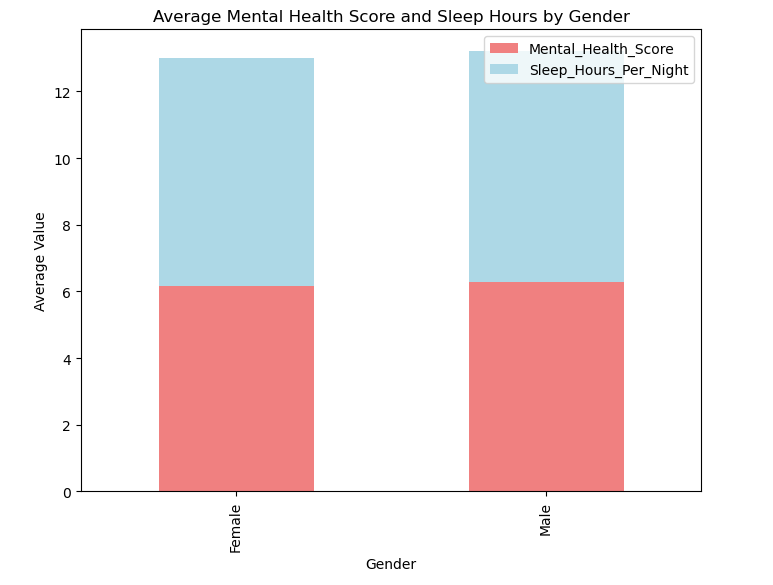 Average Mental Health Score and Sleep Hours by Gender
Mental_Health_Score
Sleep_Hours_Per_Night
12
10
8
6
4
2
0
Average Value
Female
Male
Gender